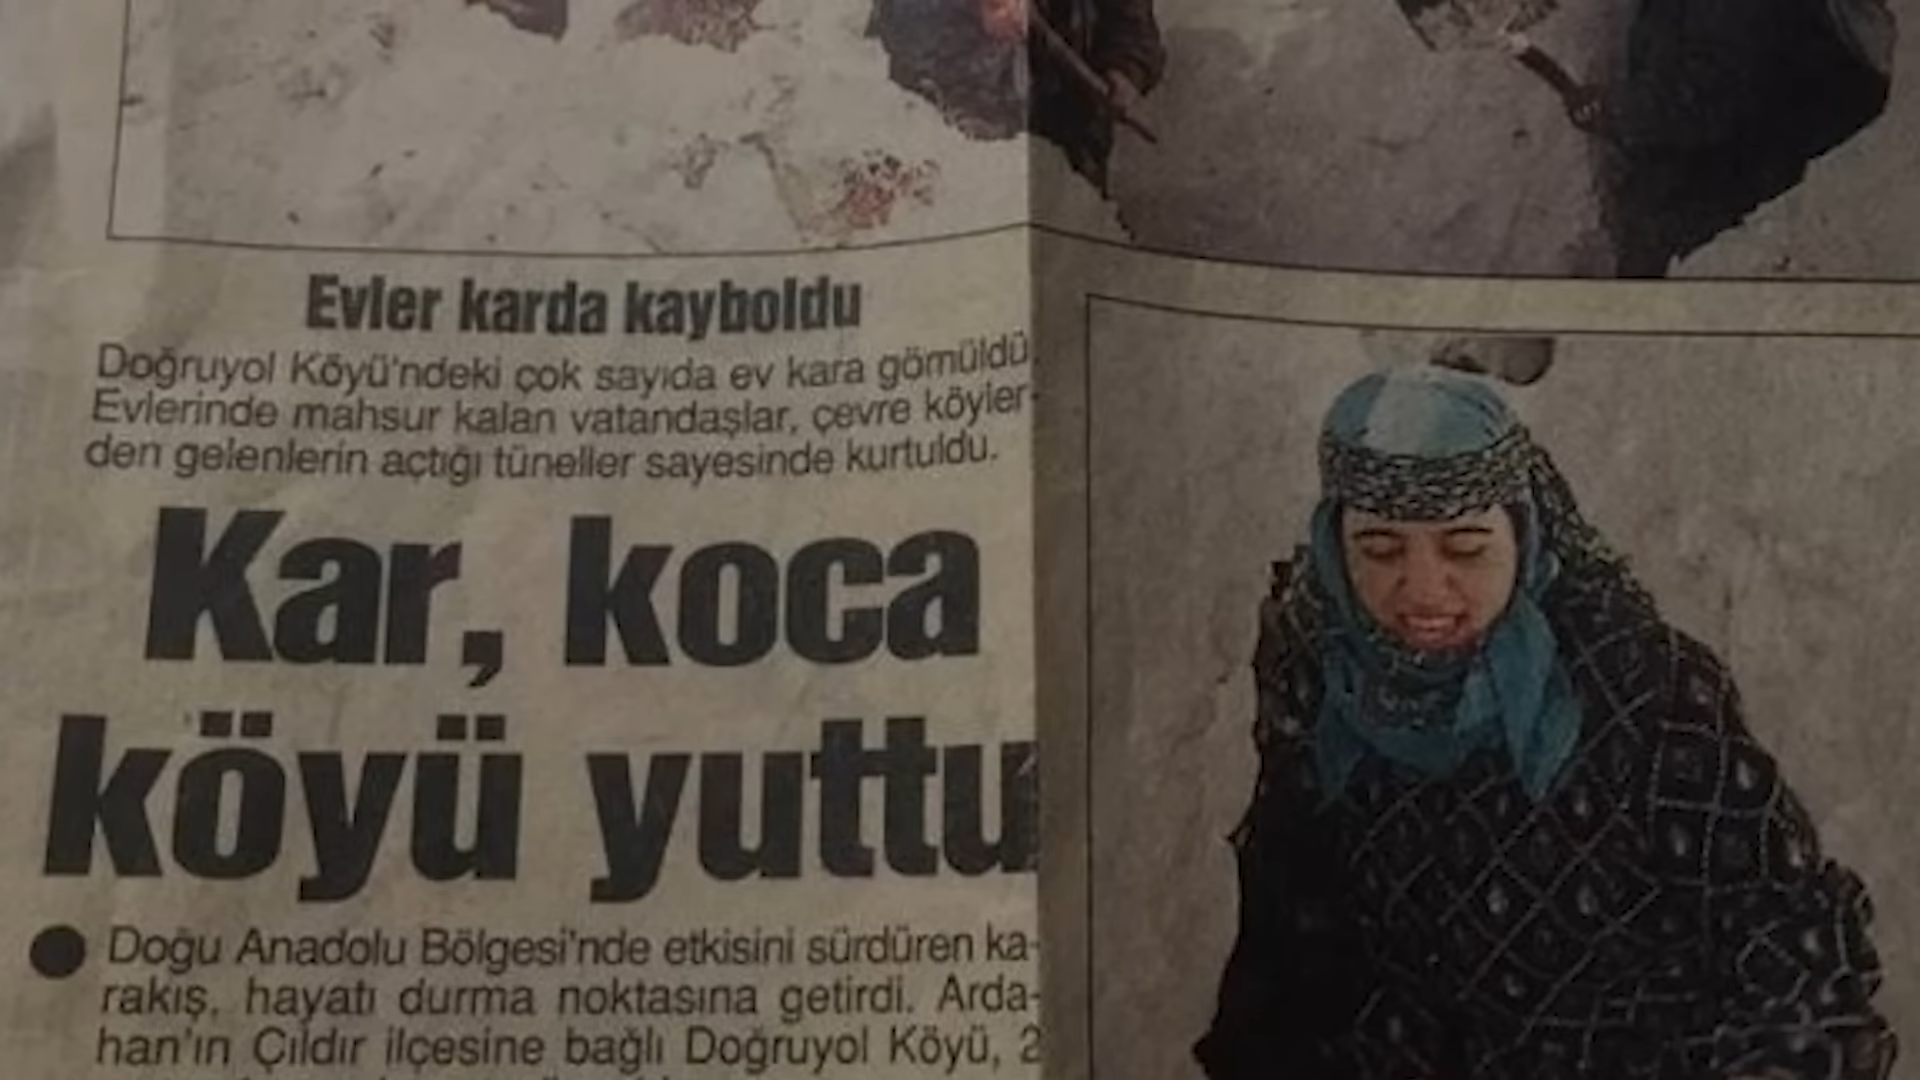 Evler karda kayboldu
Doğruyol Köyü'ndeki çok sayıda ev kara gömüldü.
Evlerinde mahsur kalan vatandaşlar, çevre köyler-
den gelenlerin açtığı tüneller sayesinde kurtuldu.
Kar, koca
köyü yuttu
● Doğu Anadolu Bölgesi'nde etkisini sürdüren ka-
rakış, hayatı durma noktasına getirdi. Arda-
han'ın Çıldır ilçesine bağlı Doğruyol Köyü, 2